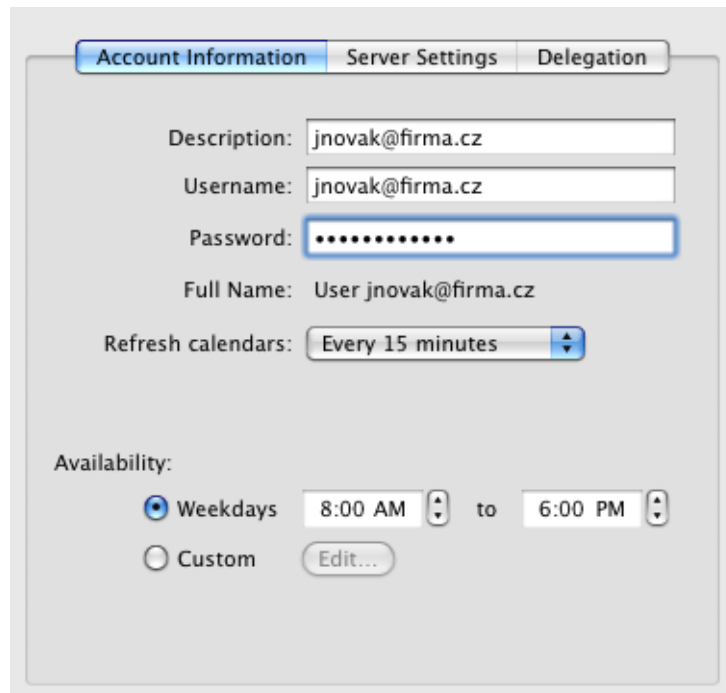 Account Information Server Settings Delegation
Description: jnovak@firma.cz
Username: jnovak@firma.cz
Password: ••••••••••••
Full Name: User jnovak@firma.cz
Refresh calendars: Every 15 minutes
Availability:
Weekdays 8:00 AM to 6:00 PM
Custom Edit...